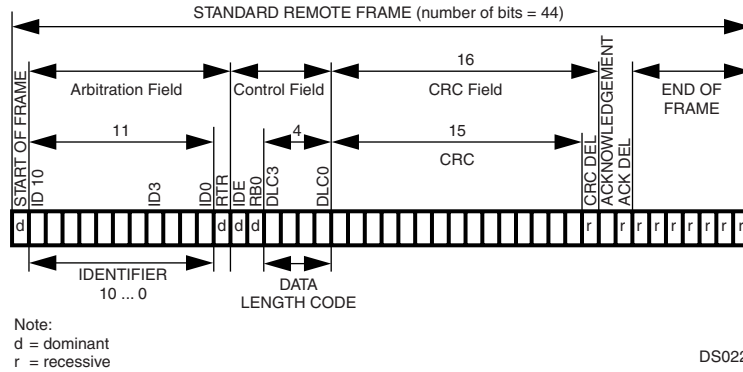 STANDARD REMOTE FRAME (number of bits = 44)
16
Arbitration Field
Control Field
CRC Field
END OF
FRAME
11
4
15
CRC
START OF FRAME
ID 10
ID3
ID0
RTR
IDE
RB0
DLC3
DLC0
CRC DEL
ACKNOWLEDGEMENT
ACK DEL
d d d d r r r r r r r r r
IDENTIFIER
10 ... 0
DATA
LENGTH CODE
Note:
d = dominant
r = recessive
DS022